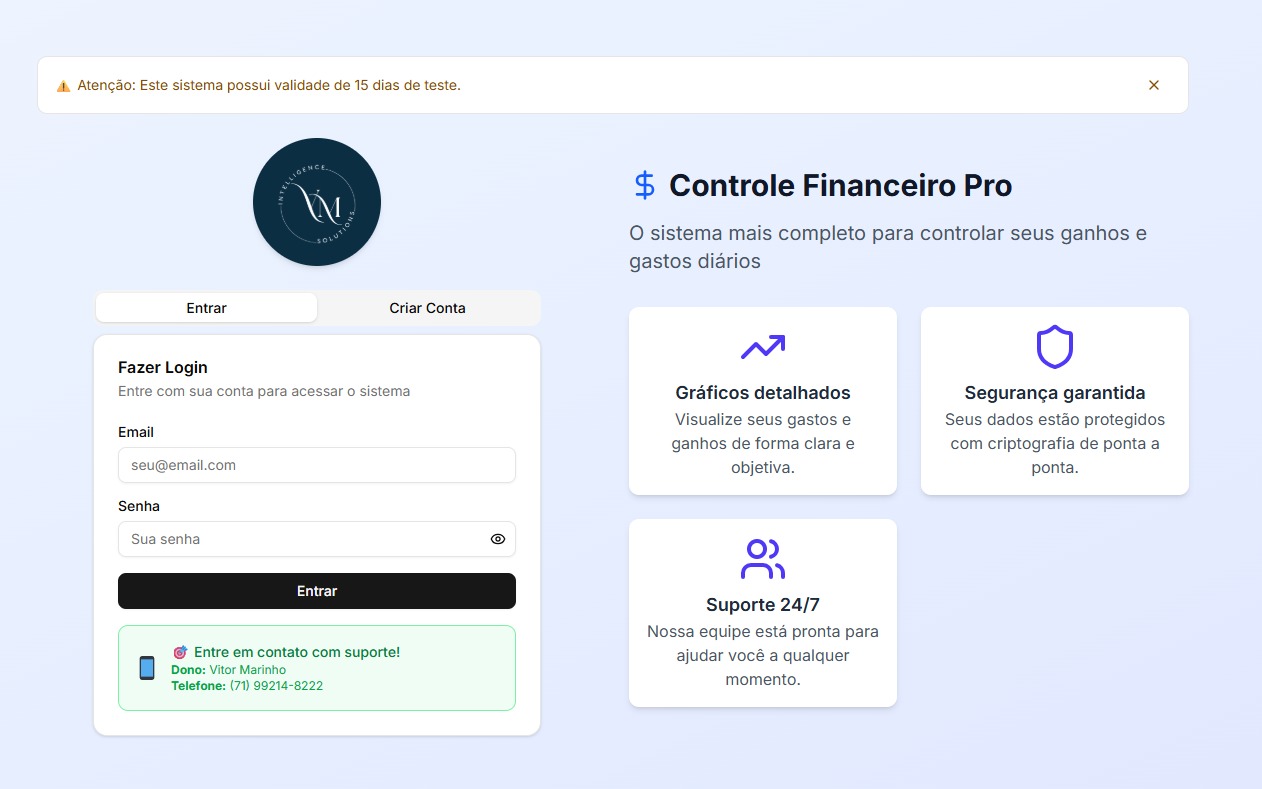 ⚠️ Atenção: Este sistema possui validade de 15 dias de teste.
INTELLIGENCE
VM
SOLUTIONS
Entrar
Criar Conta
Fazer Login
Entre com sua conta para acessar o sistema
Email
seu@email.com
Senha
Sua senha
Entrar
🎯 Entre em contato com suporte!
Dono: Vitor Marinho
Telefone: (71) 99214-8222
Controle Financeiro Pro
O sistema mais completo para controlar seus ganhos e
gastos diários
Gráficos detalhados
Visualize seus gastos e
ganhos de forma clara e
objetiva.
Segurança garantida
Seus dados estão protegidos
com criptografia de ponta a
ponta.
Suporte 24/7
Nossa equipe está pronta para
ajudar você a qualquer
momento.